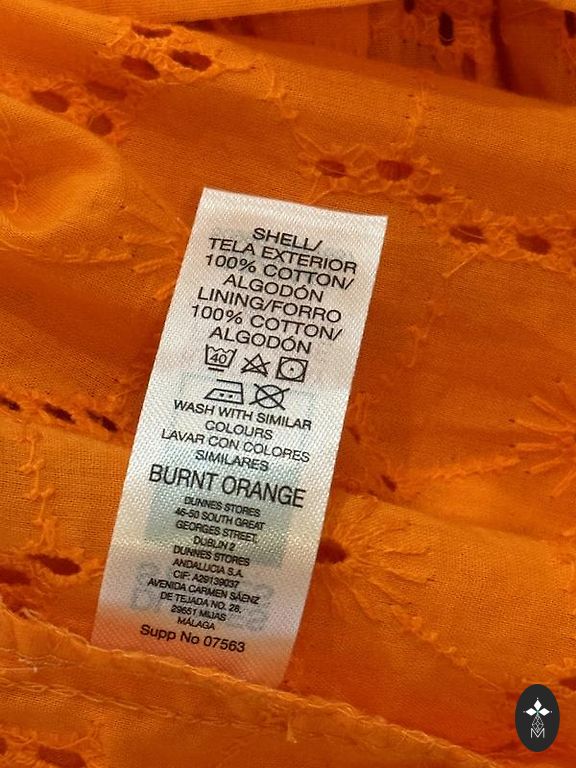 SHELL/
TELA EXTERIOR
100% COTTON/
ALGODÓN
LINING/FORRO
100% COTTON/
ALGODÓN
40
WASH WITH SIMILAR
COLOURS
LAVAR CON COLORES
SIMILARES
BURNT ORANGE
DUNNES STORES
46-50 SOUTH GREAT
GEORGES STREET,
DUBLIN 2
DUNNES STORES
ANDALUCIA S.A.
CIF: A29139037
AVENIDA CARMEN SÁENZ
DE TEJADA NO. 28,
29651 MIJAS
MÁLAGA
Supp No 07563
M